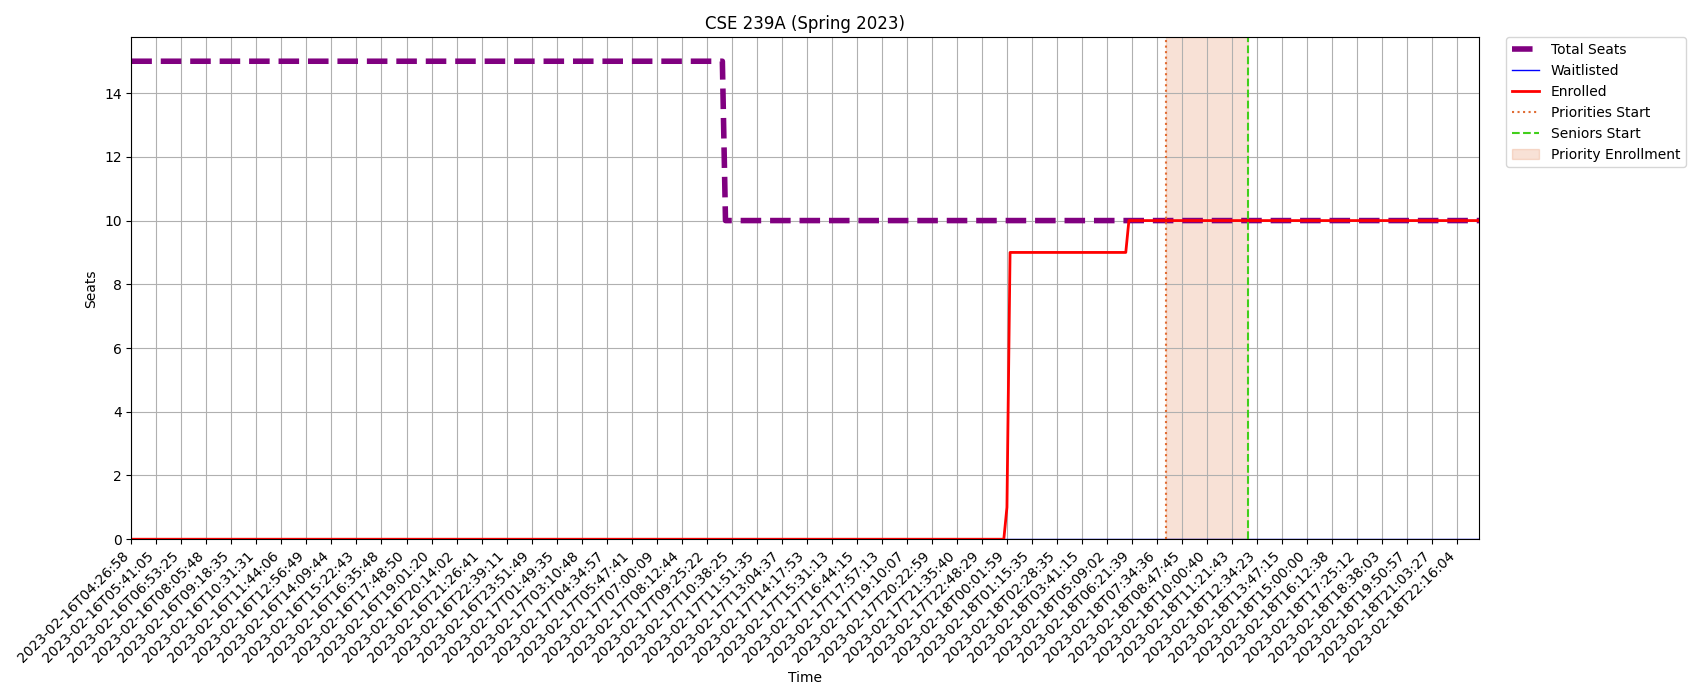 CSE 239A (Spring 2023)
Total Seats
Waitlisted
Enrolled
Priorities Start
Seniors Start
Priority Enrollment
Seats
14
12
10
8
6
4
2
0
2023-02-16T04:26:58
2023-02-16T05:41:05
2023-02-16T06:53:25
2023-02-16T08:05:48
2023-02-16T09:18:35
2023-02-16T10:31:31
2023-02-16T11:44:06
2023-02-16T12:56:49
2023-02-16T14:09:44
2023-02-16T15:22:43
2023-02-16T16:35:48
2023-02-16T17:48:50
2023-02-16T19:01:20
2023-02-16T20:14:02
2023-02-16T21:26:41
2023-02-16T22:39:11
2023-02-16T23:51:49
2023-02-17T01:49:35
2023-02-17T03:10:48
2023-02-17T04:34:57
2023-02-17T05:47:41
2023-02-17T07:00:09
2023-02-17T08:12:44
2023-02-17T09:25:22
2023-02-17T10:38:25
2023-02-17T11:51:35
2023-02-17T13:04:37
2023-02-17T14:17:53
2023-02-17T15:31:13
2023-02-17T16:44:15
2023-02-17T17:57:13
2023-02-17T19:10:07
2023-02-17T20:22:59
2023-02-17T21:35:40
2023-02-17T22:48:29
2023-02-18T00:01:59
2023-02-18T01:15:35
2023-02-18T02:28:35
2023-02-18T03:41:15
2023-02-18T05:09:02
2023-02-18T06:21:39
2023-02-18T07:34:36
2023-02-18T08:47:45
2023-02-18T10:00:40
2023-02-18T11:21:43
2023-02-18T12:34:23
2023-02-18T13:47:15
2023-02-18T15:00:00
2023-02-18T16:12:38
2023-02-18T17:25:12
2023-02-18T18:38:03
2023-02-18T19:50:57
2023-02-18T21:03:27
2023-02-18T22:16:04
Time